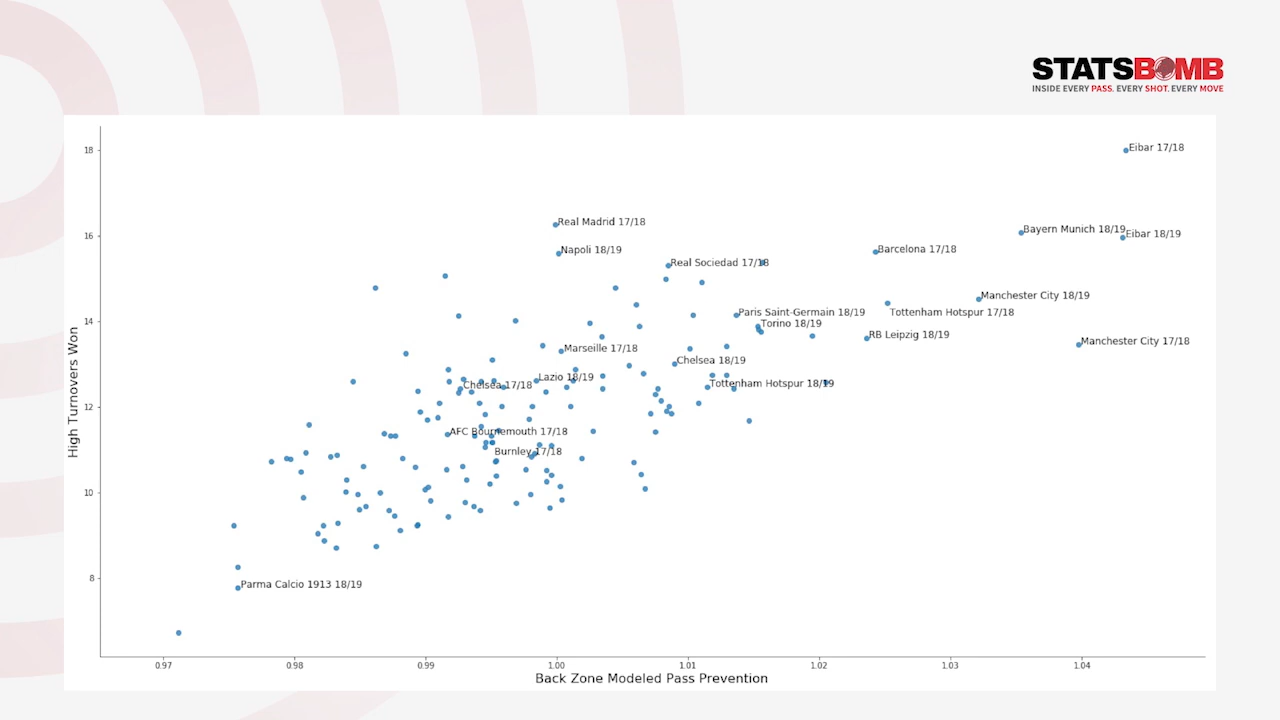 STATSBOMB
INSIDE EVERY PASS. EVERY SHOT. EVERY MOVE
High Turnovers Won
18
16
14
12
10
8
Eibar 17/18
Real Madrid 17/18
Bayern Munich 18/19
Eibar 18/19
Napoli 18/19
Barcelona 17/18
Real Sociedad 17/18
Manchester City 18/19
Paris Saint-Germain 18/19
Tottenham Hotspur 17/18
Torino 18/19
RB Leipzig 18/19
Marseille 17/18
Manchester City 17/18
Chelsea 18/19
Lazio 18/19
Chelsea 17/18
Tottenham Hotspur 18/19
AFC Bournemouth 17/18
Burnley 17/18
Parma Calcio 1913 18/19
0.97 0.98 0.99 1.00 1.01 1.02 1.03 1.04
Back Zone Modeled Pass Prevention